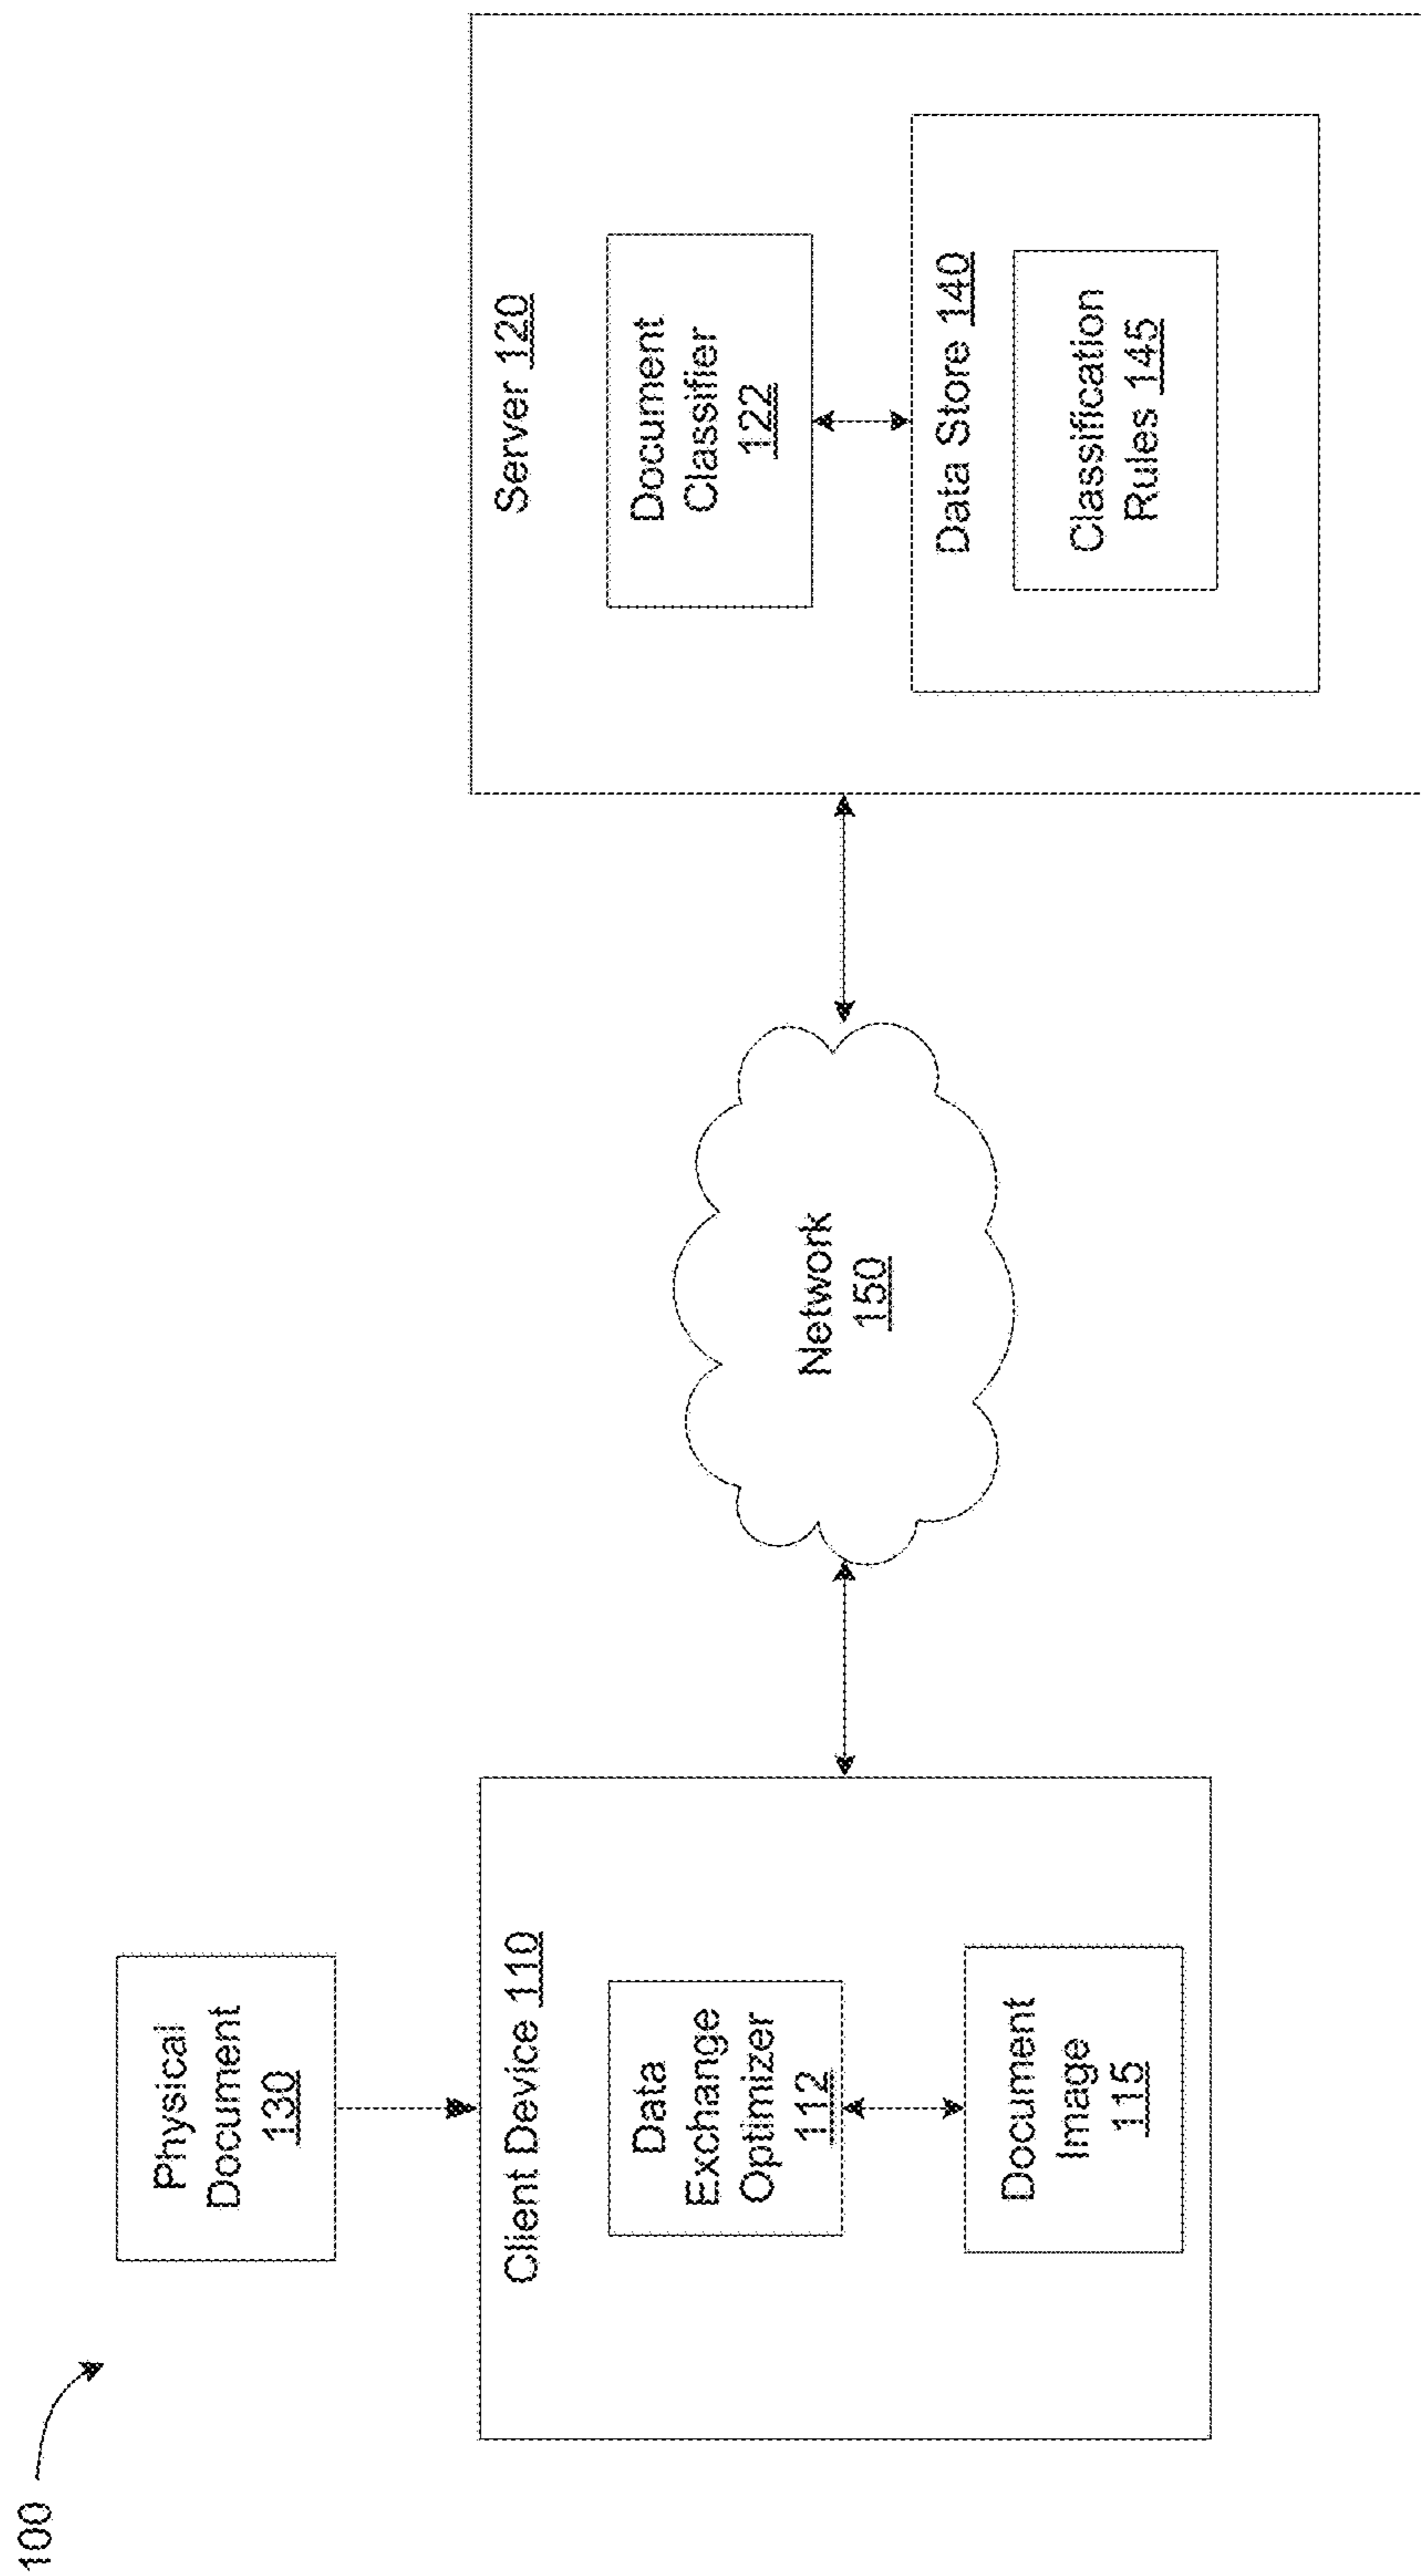 100
Physical
Document
130
Client Device 110
Data
Exchange
Optimizer
112
Document
Image
115
Network
150
Server 120
Document
Classifier
122
Data Store 140
Classification
Rules 145